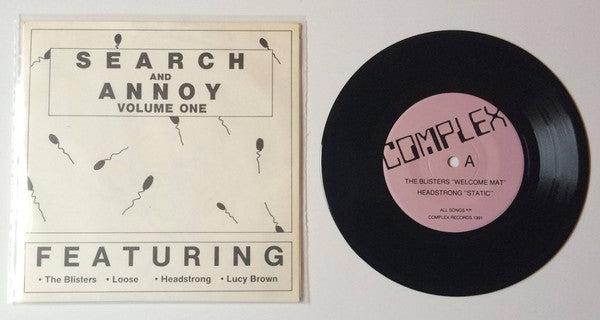 SEARCH
AND
ANNOY
VOLUME ONE
FEATURING
• The Blisters • Loose • Headstrong • Lucy Brown
COMPLEX
A
THE BLISTERS "WELCOME MAT"
HEADSTRONG "STATIC"
ALL SONGS
COMPLEX RECORDS 1991